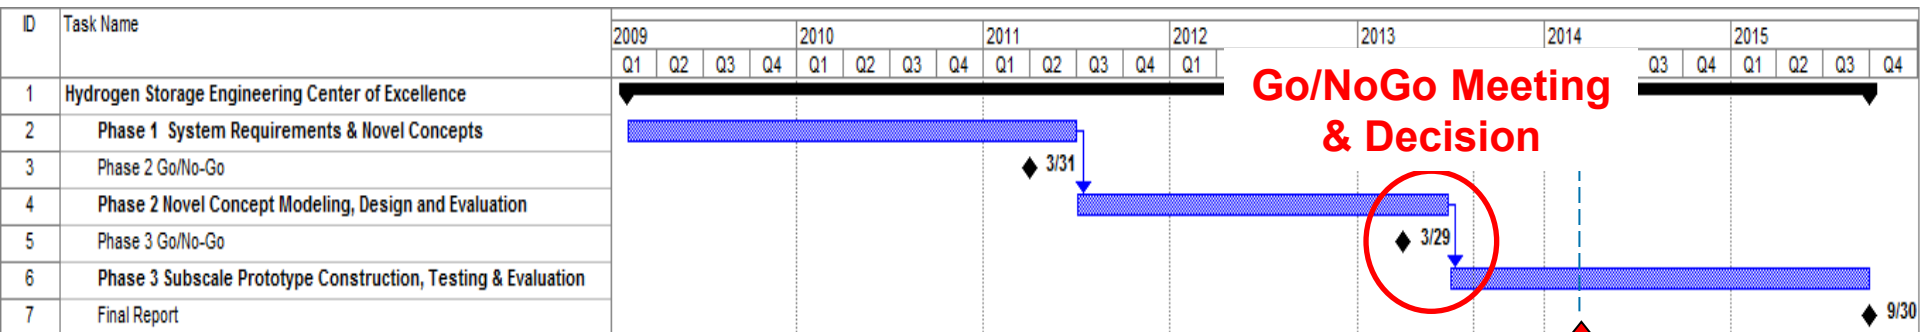 ID Task Name
2009 2010 2011 2012 2013 2014 2015
Q1 Q2 Q3 Q4 Q1 Q2 Q3 Q4 Q1 Q2 Q3 Q4 Q1 Q3 Q4 Q1 Q2 Q3 Q4
Go/NoGo Meeting
& Decision
1 Hydrogen Storage Engineering Center of Excellence
2 Phase 1 System Requirements & Novel Concepts
3 Phase 2 Go/No-Go 3/31
4 Phase 2 Novel Concept Modeling, Design and Evaluation
5 Phase 3 Go/No-Go 3/29
6 Phase 3 Subscale Prototype Construction, Testing & Evaluation
7 Final Report 9/30